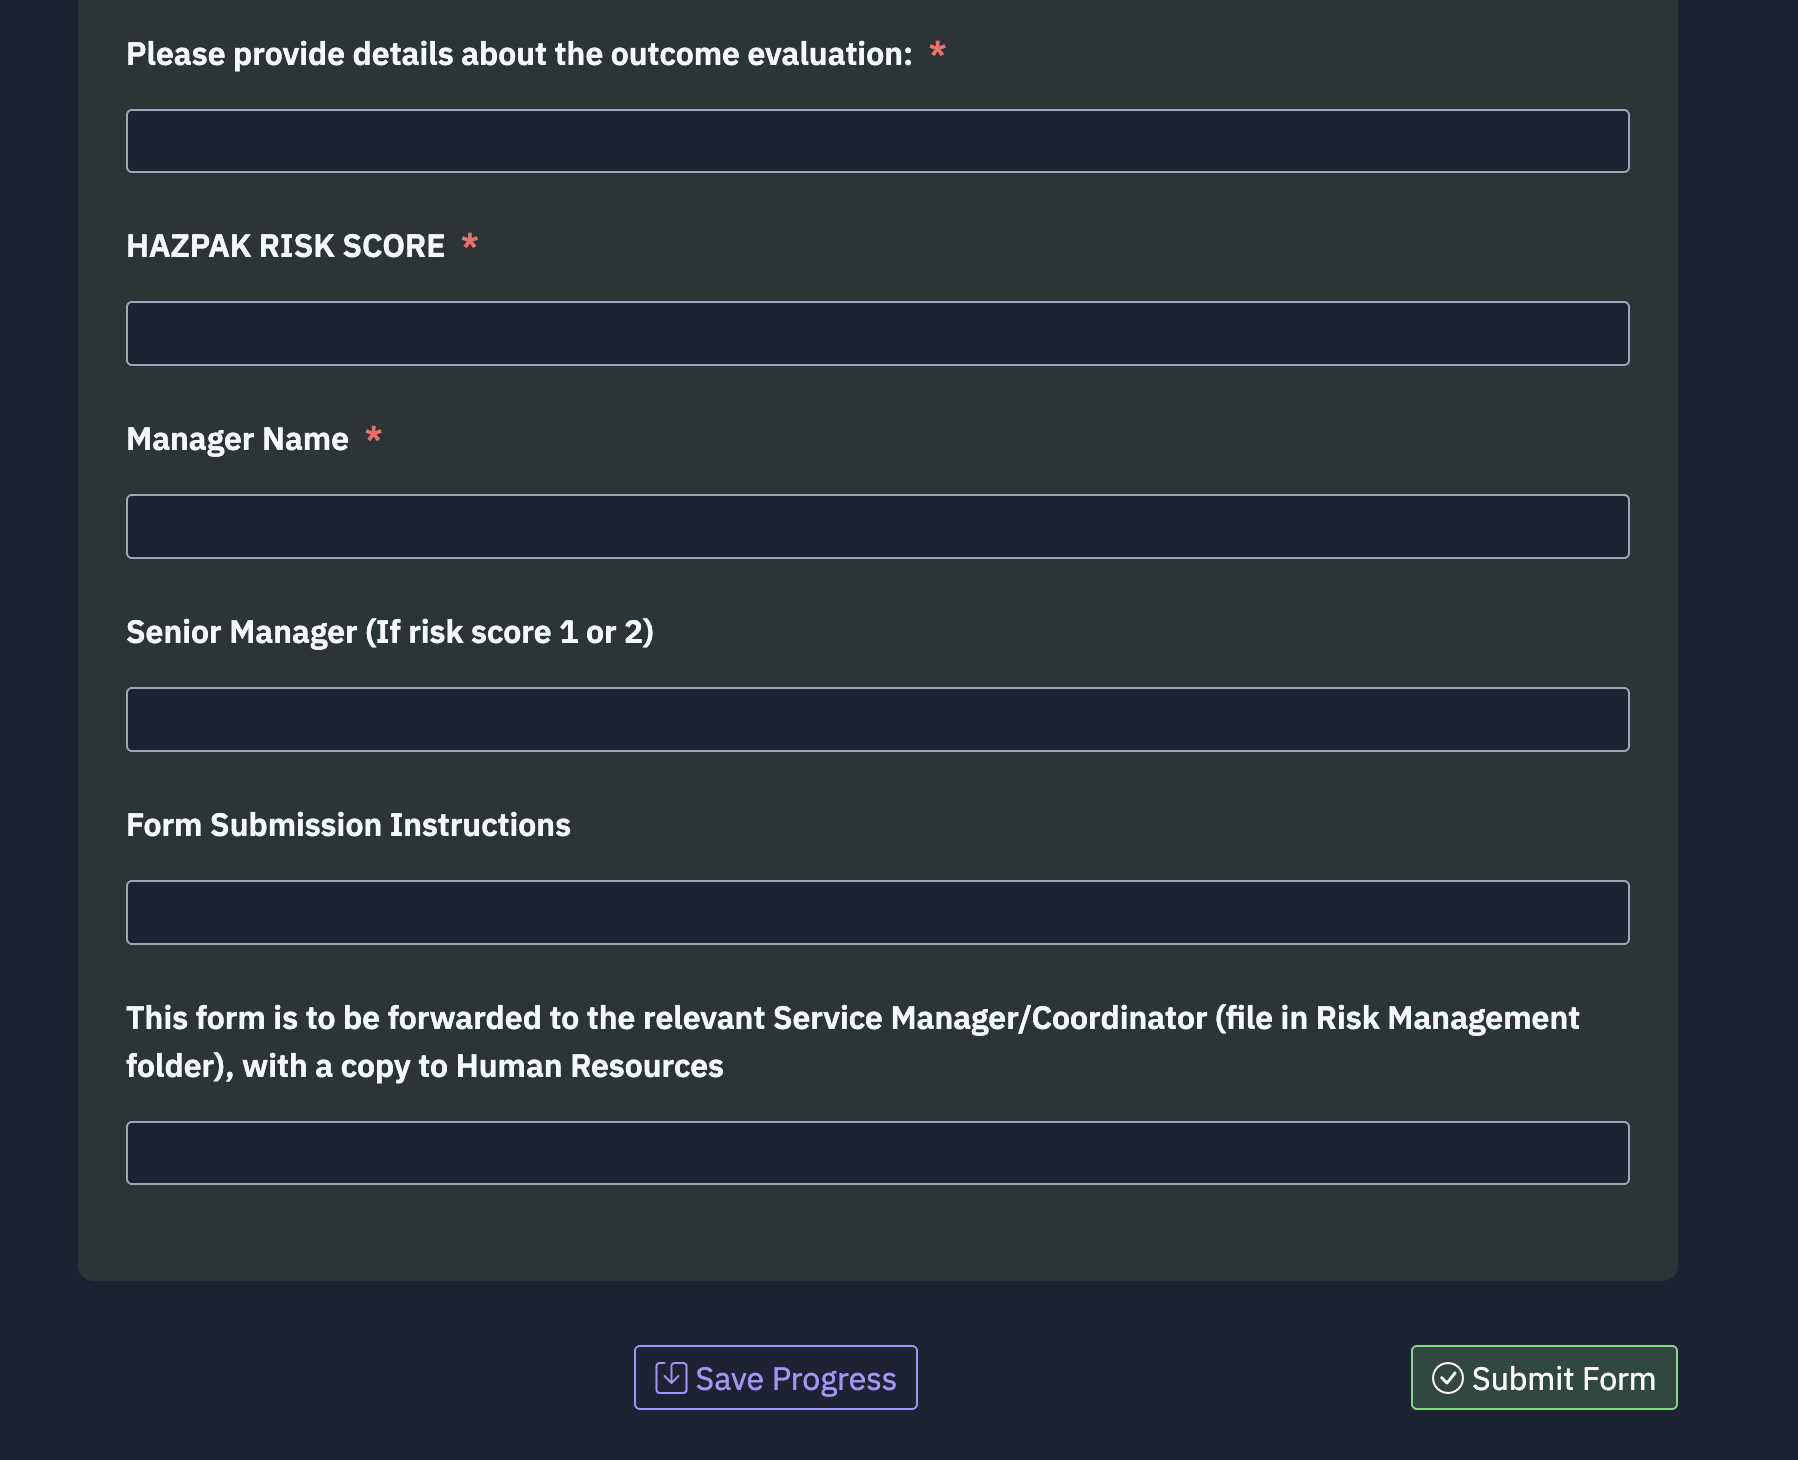 Please provide details about the outcome evaluation: *
HAZPAK RISK SCORE *
Manager Name *
Senior Manager (If risk score 1 or 2)
Form Submission Instructions
This form is to be forwarded to the relevant Service Manager/Coordinator (file in Risk Management
folder), with a copy to Human Resources
Save Progress
Submit Form